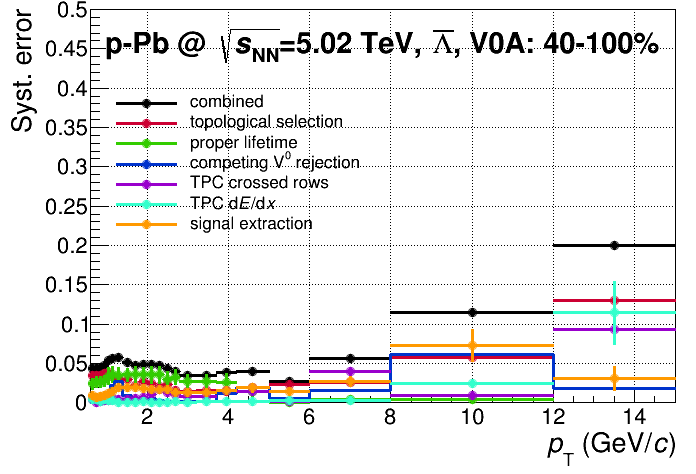 p-Pb @ √sNN=5.02 TeV, Λ̅, V0A: 40-100%
Syst. error
combined
topological selection
proper lifetime
competing V⁰ rejection
TPC crossed rows
TPC dE/dx
signal extraction
0.5
0.45
0.4
0.35
0.3
0.25
0.2
0.15
0.1
0.05
0
2 4 6 8 10 12 14
pT (GeV/c)